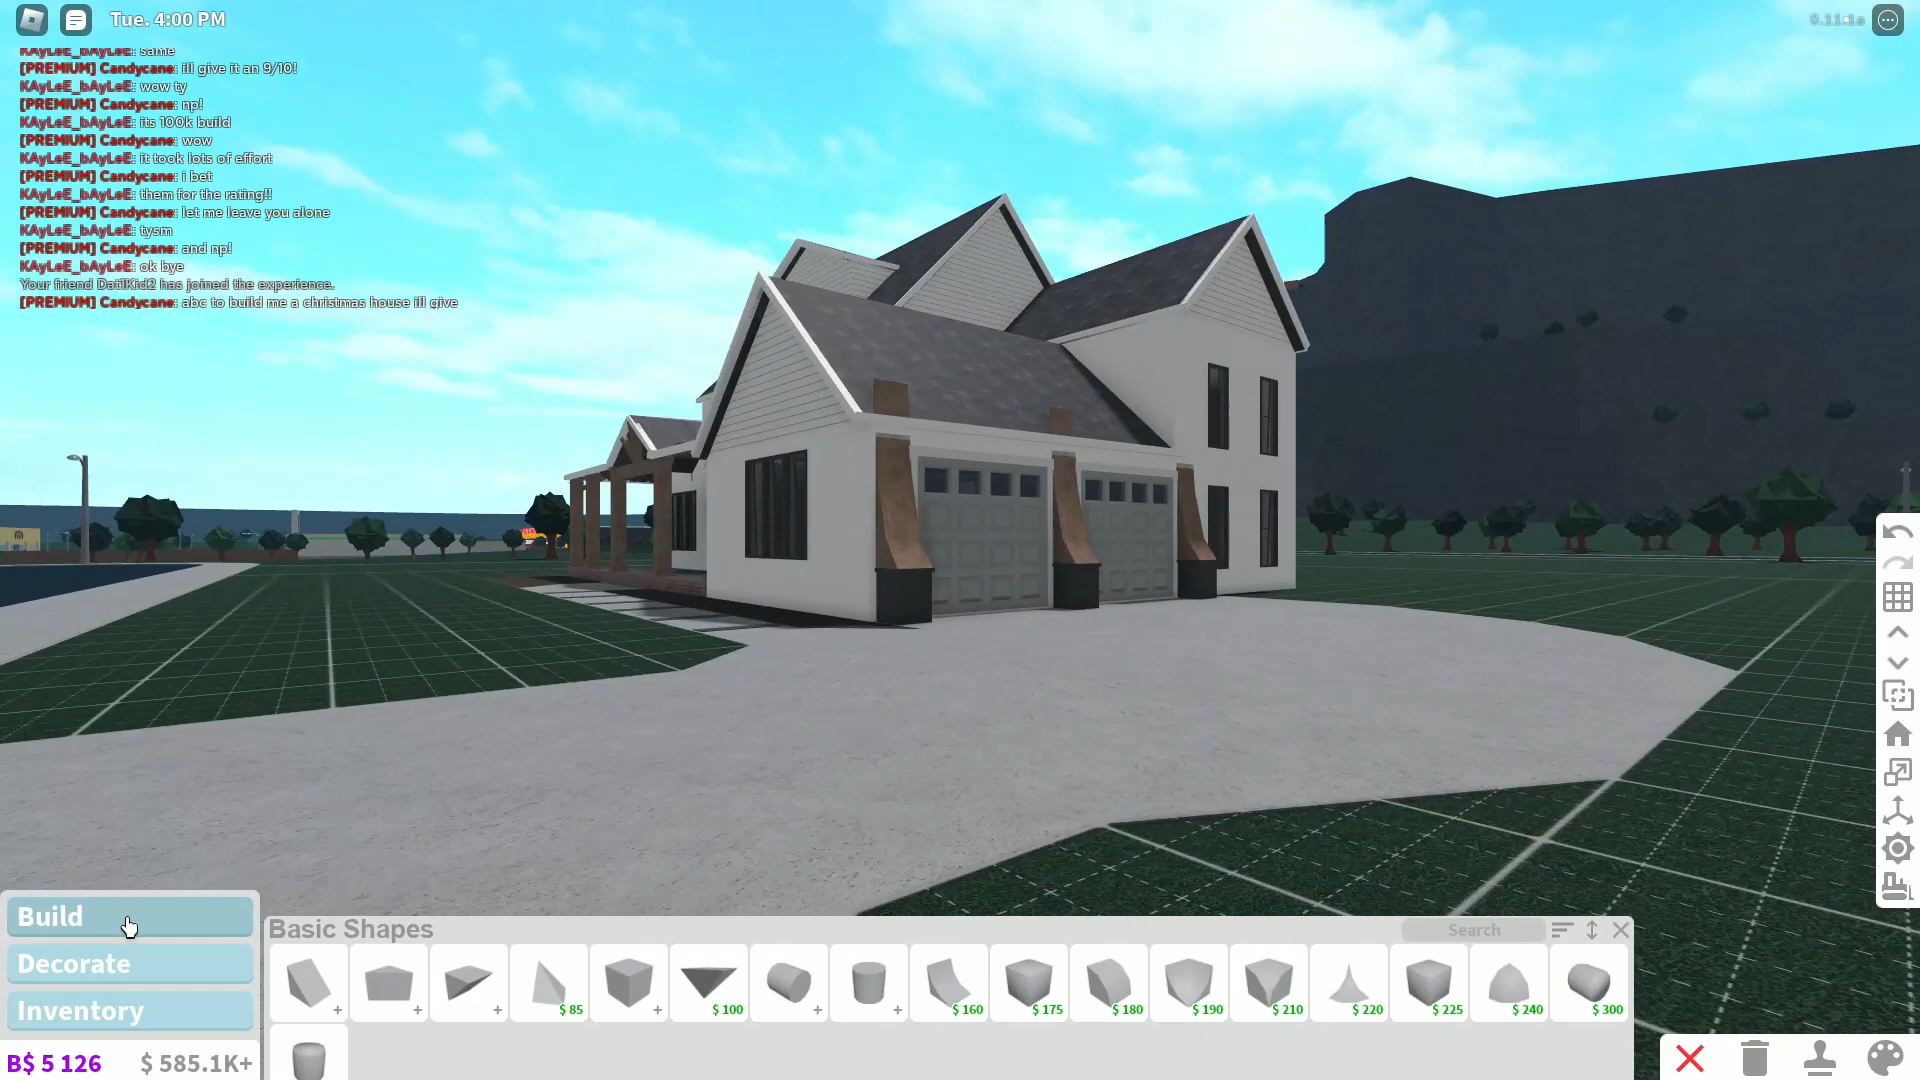 Tue. 4:00 PM
KAyLeE_bAyLeE: same
[PREMIUM] Candycane: ill give it an 9/10!
KAyLeE_bAyLeE: wow ty
[PREMIUM] Candycane: np!
KAyLeE_bAyLeE: its 100k build
[PREMIUM] Candycane: wow
KAyLeE_bAyLeE: it took lots of effort
[PREMIUM] Candycane: i bet
KAyLeE_bAyLeE: them for the rating!!
[PREMIUM] Candycane: let me leave you alone
KAyLeE_bAyLeE: tysm
[PREMIUM] Candycane: and np!
KAyLeE_bAyLeE: ok bye
Your friend DatilKid2 has joined the experience.
[PREMIUM] Candycane: abc to build me a christmas house ill give
Build
Decorate
Inventory
B$ 5 126 $ 585.1K+
Basic Shapes
Search
+ + + $ 85 + $ 100 + + $ 160 $ 175 $ 180 $ 190 $ 210 $ 220 $ 225 $ 240 $ 300